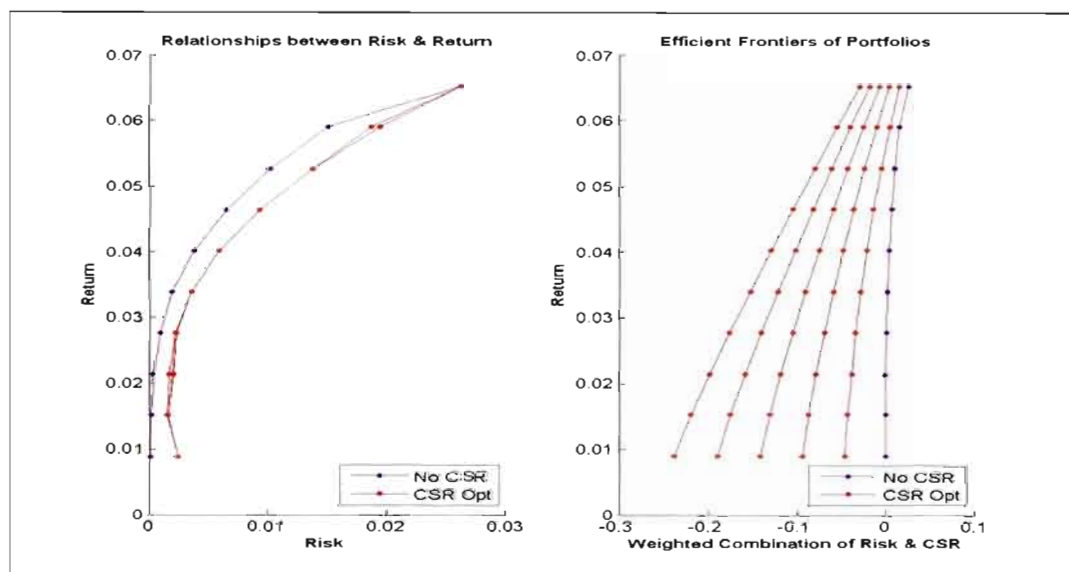 Relationships between Risk & Return
0.07
0.06
0.05
0.04
0.03
0.02
0.01
0
Return
No CSR
CSR Opt
0
0.01
0.02
0.03
Risk
Efficient Frontiers of Portfolios
0.07
0.06
0.05
0.04
0.03
0.02
0.01
0
Return
No CSR
CSR Opt
-0.3
-0.2
-0.1
0
0.1
Weighted Combination of Risk & CSR